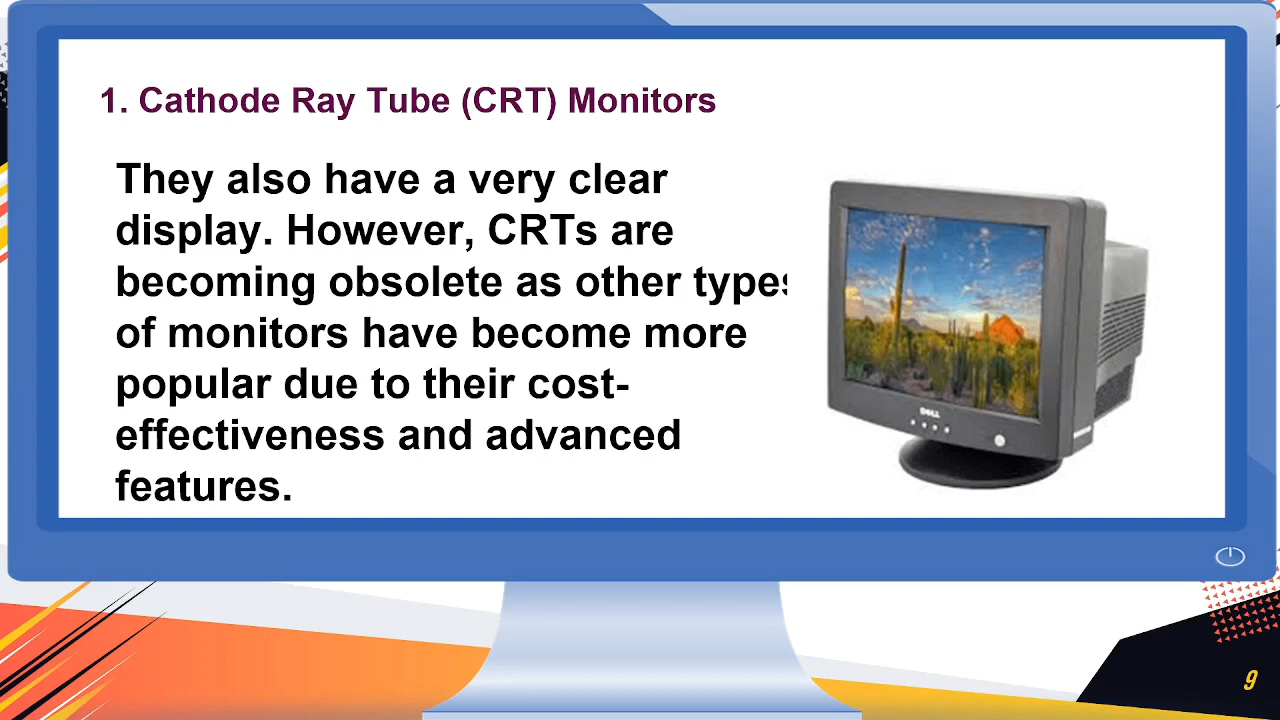 1. Cathode Ray Tube (CRT) Monitors
They also have a very clear
display. However, CRTs are
becoming obsolete as other types
of monitors have become more
popular due to their cost-
effectiveness and advanced
features.
DELL
9